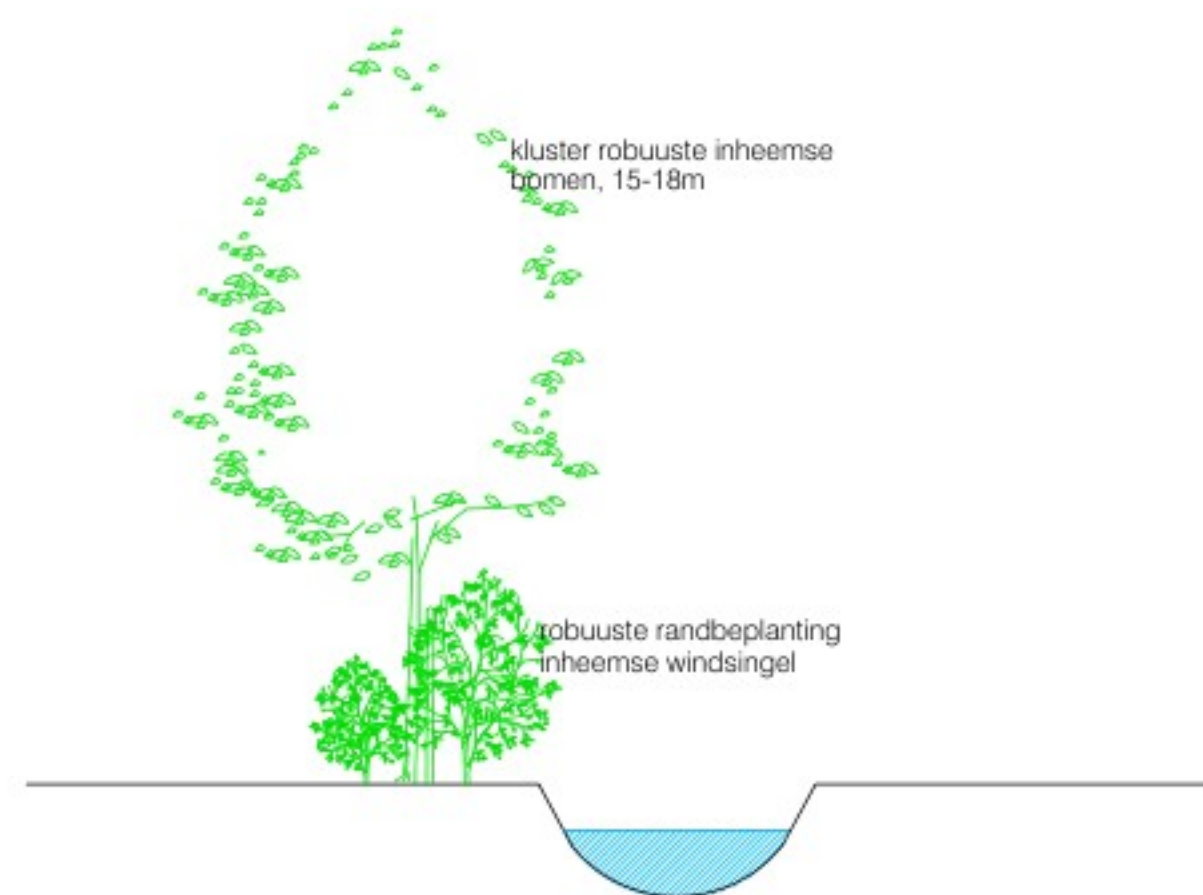 kluster robuuste inheemse
bomen, 15-18m
robuuste randbeplanting
inheemse windsingel